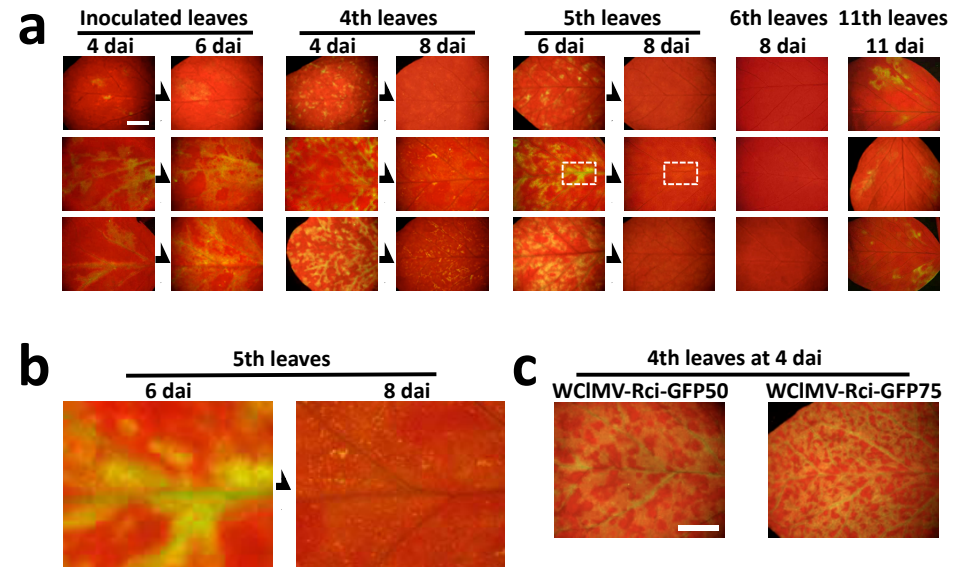 a
Inoculated leaves 4th leaves 5th leaves 6th leaves 11th leaves
4 dai 6 dai 4 dai 8 dai 6 dai 8 dai 8 dai 11 dai
b
5th leaves
6 dai 8 dai
c
4th leaves at 4 dai
WClMV-Rci-GFP50 WClMV-Rci-GFP75